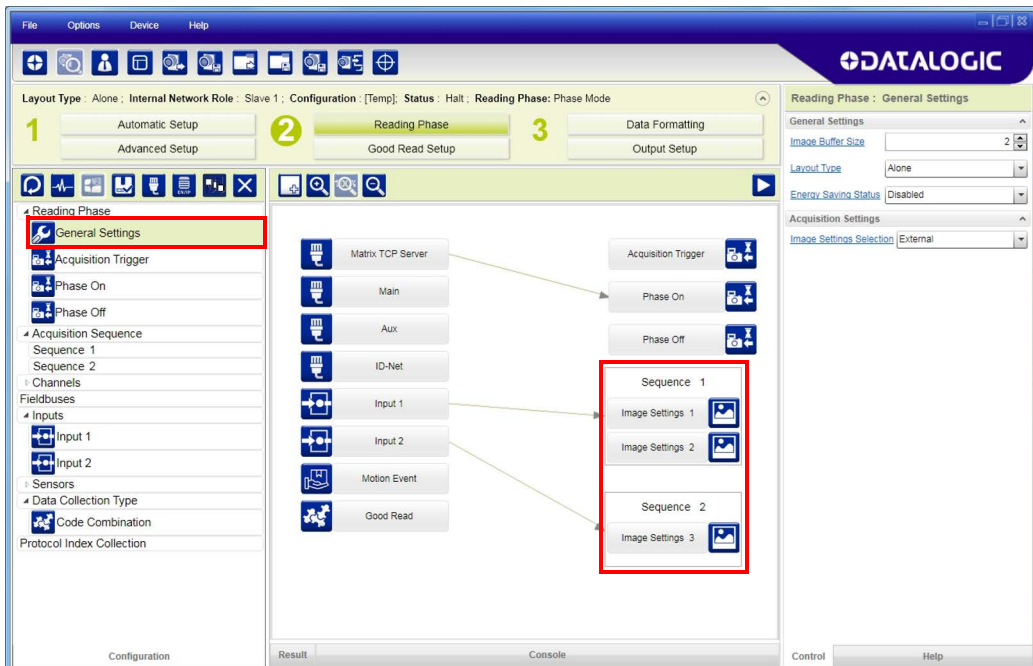 File Options Device Help
DATALOGIC
Layout Type : Alone ; Internal Network Role : Slave 1 ; Configuration : [Temp]; Status : Halt ; Reading Phase: Phase Mode
1 Automatic Setup
Advanced Setup
2 Reading Phase
Good Read Setup
3 Data Formatting
Output Setup
Reading Phase
General Settings
Acquisition Trigger
Phase On
Phase Off
Acquisition Sequence
Sequence 1
Sequence 2
Channels
Fieldbuses
Inputs
Input 1
Input 2
Sensors
Data Collection Type
Code Combination
Protocol Index Collection
Configuration
Matrix TCP Server
Main
Aux
ID-Net
Input 1
Input 2
Motion Event
Good Read
Acquisition Trigger
Phase On
Phase Off
Sequence 1
Image Settings 1
Image Settings 2
Sequence 2
Image Settings 3
Result Console
Reading Phase : General Settings
General Settings
Image Buffer Size 2
Layout Type Alone
Energy Saving Status Disabled
Acquisition Settings
Image Settings Selection External
Control Help